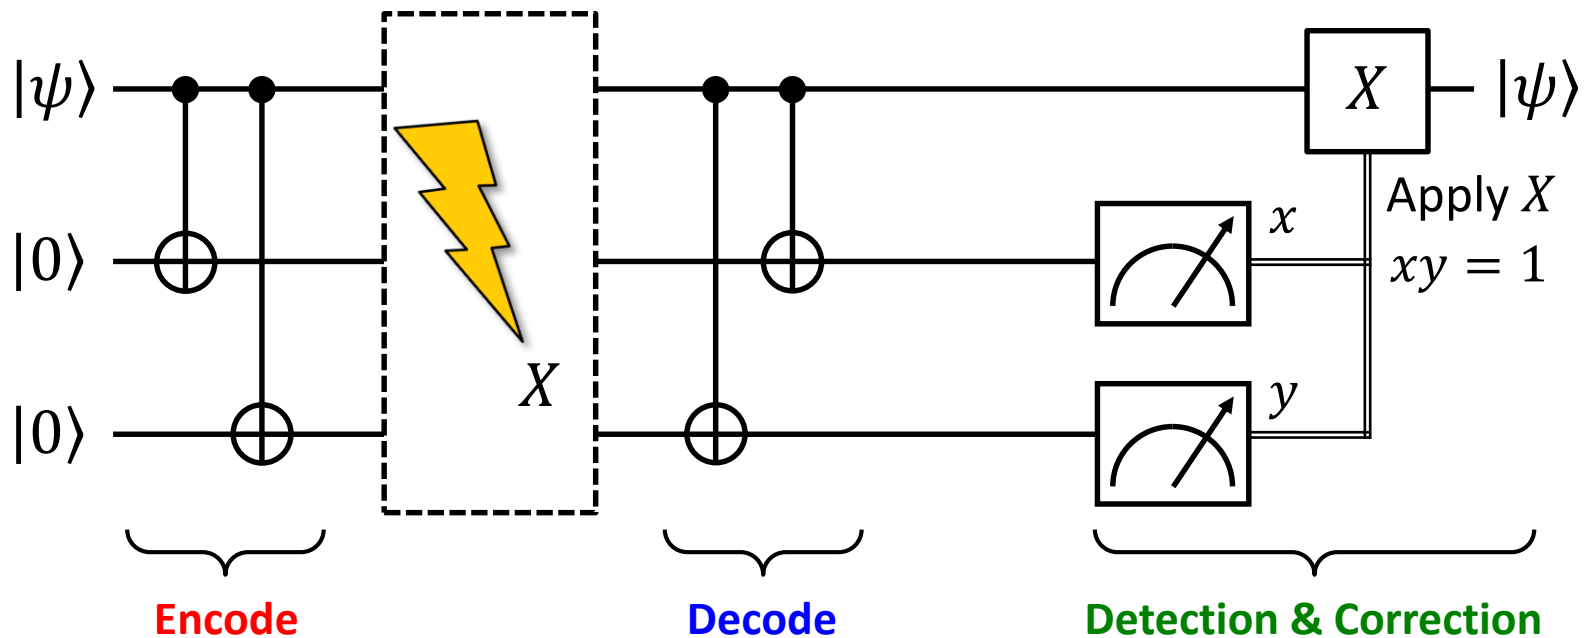 |ψ⟩
X
|ψ⟩
x
Apply X
|0⟩
xy = 1
X
y
|0⟩
Encode
Decode
Detection & Correction